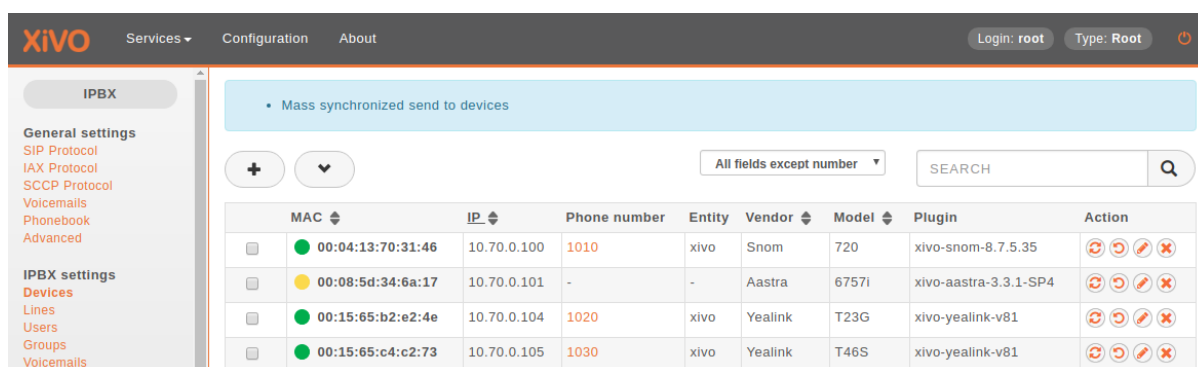 XiVO Services Configuration About Login: root Type: Root
IPBX
General settings
SIP Protocol
IAX Protocol
SCCP Protocol
Voicemails
Phonebook
Advanced
IPBX settings
Devices
Lines
Users
Groups
Voicemails
• Mass synchronized send to devices
All fields except number SEARCH
MAC IP Phone number Entity Vendor Model Plugin Action
00:04:13:70:31:46 10.70.0.100 1010 xivo Snom 720 xivo-snom-8.7.5.35
00:08:5d:34:6a:17 10.70.0.101 - - Aastra 6757i xivo-aastra-3.3.1-SP4
00:15:65:b2:e2:4e 10.70.0.104 1020 xivo Yealink T23G xivo-yealink-v81
00:15:65:c4:c2:73 10.70.0.105 1030 xivo Yealink T46S xivo-yealink-v81